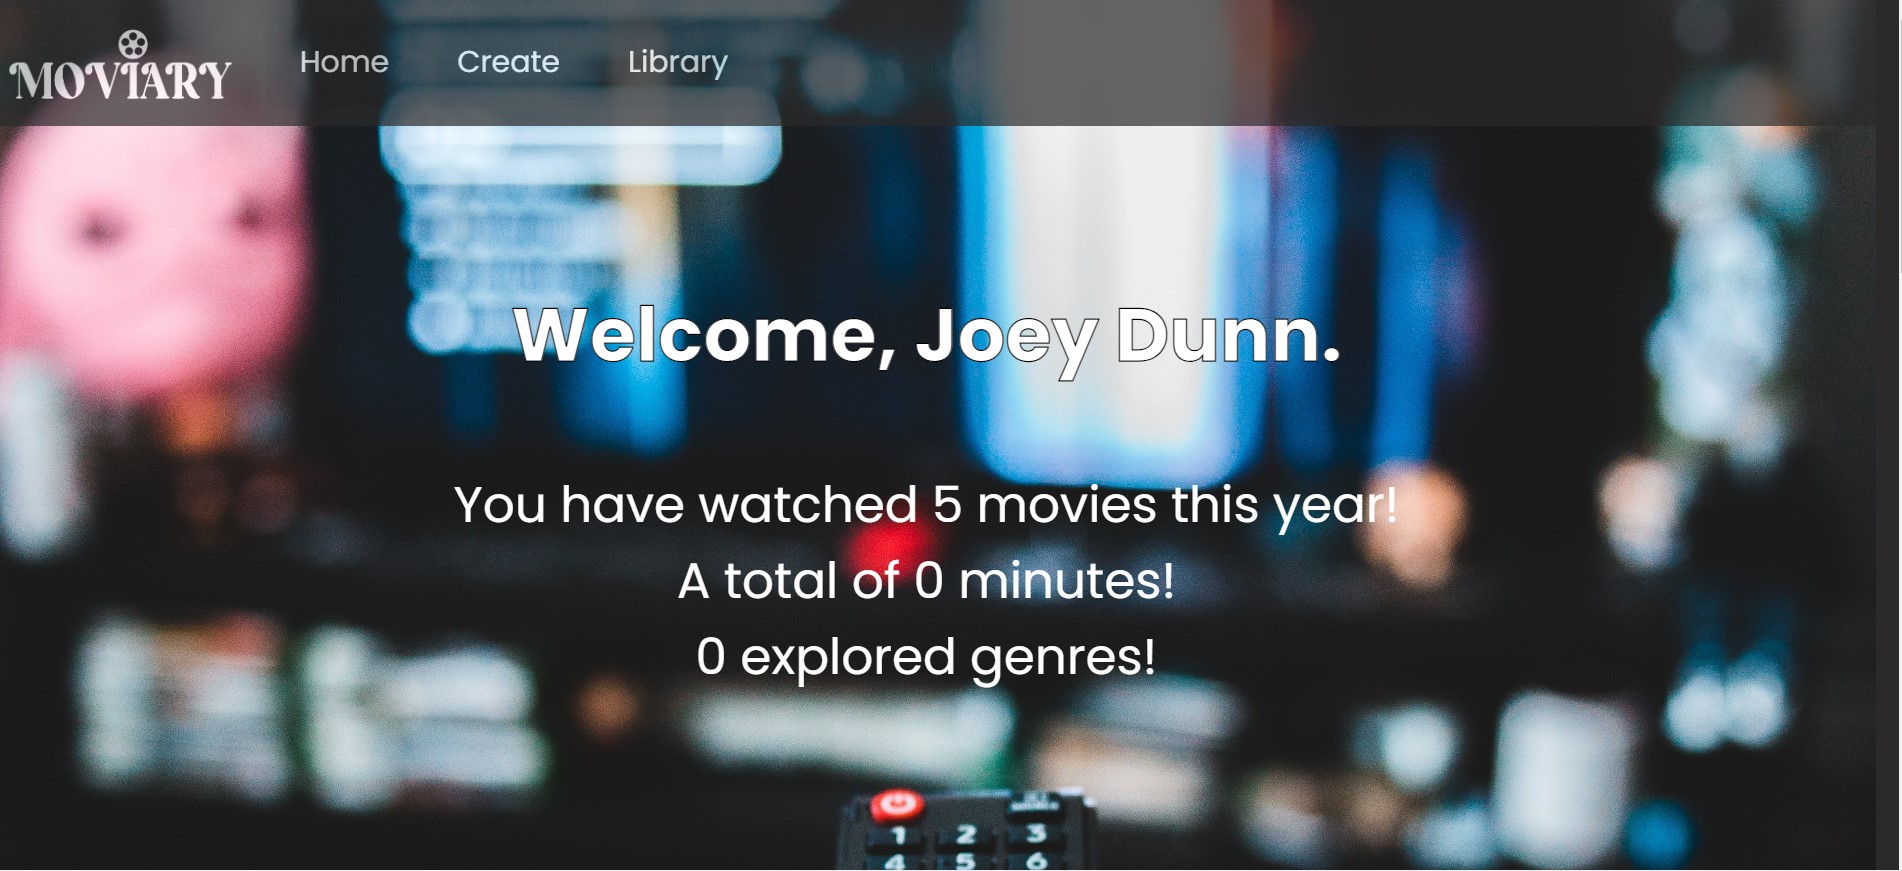 MOVIARY
Home Create Library
Welcome, Joey Dunn.
You have watched 5 movies this year!
A total of 0 minutes!
0 explored genres!
1 2 3
4 5 6